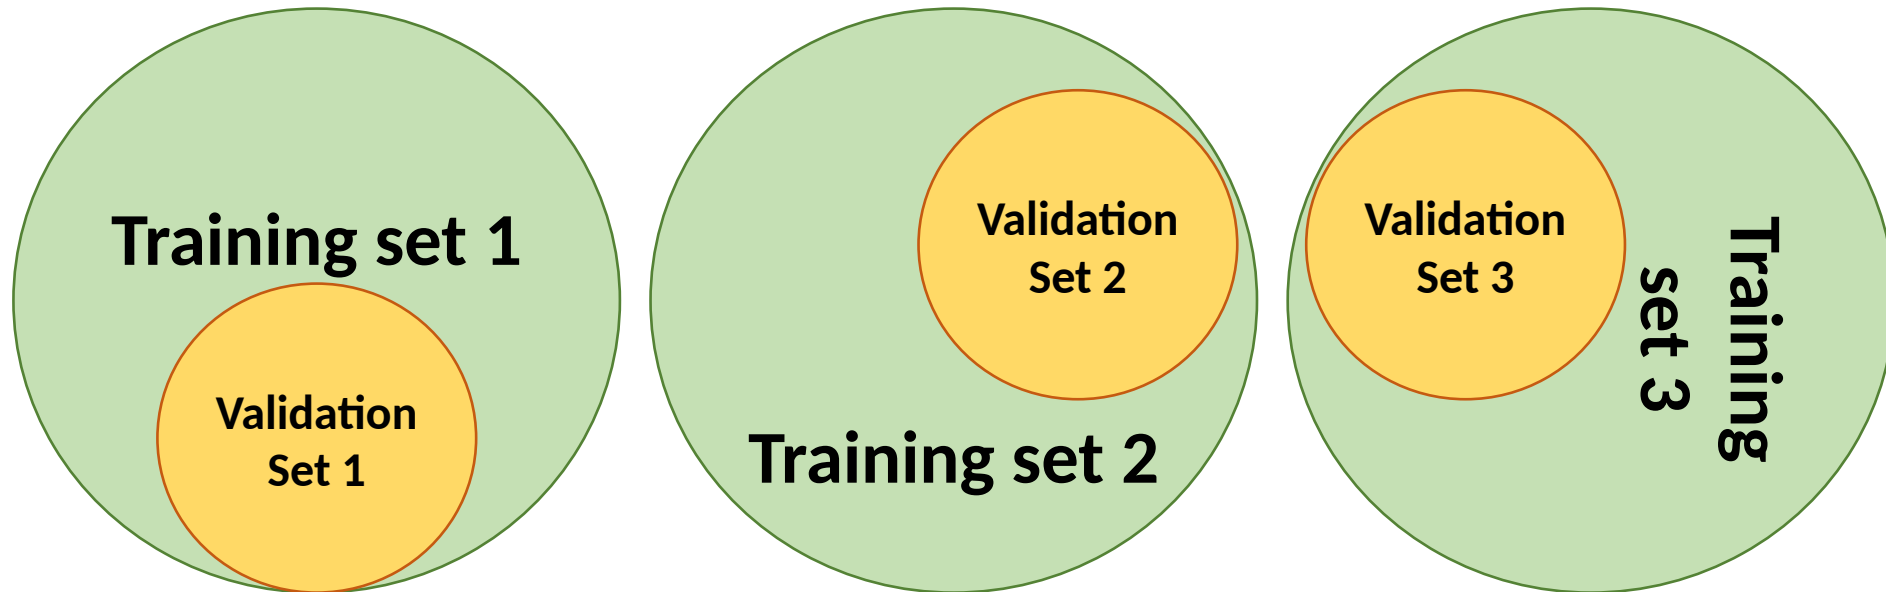 Training set 1
Validation
Set 1
Validation
Set 2
Training set 2
Validation
Set 3
Training
set 3